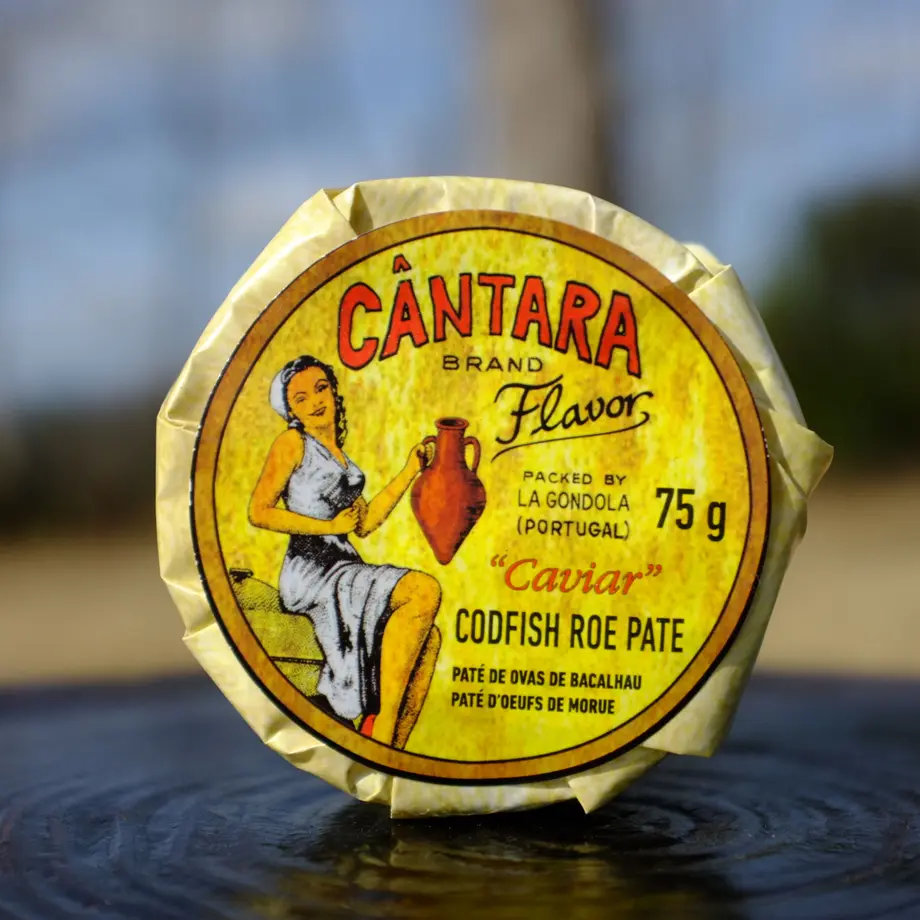 CÂNTARA
BRAND
Flavor
PACKED BY
LA GONDOLA
(PORTUGAL)
75 g
"Caviar"
CODFISH ROE PATE
PATÉ DE OVAS DE BACALHAU
PATÉ D'OEUFS DE MORUE